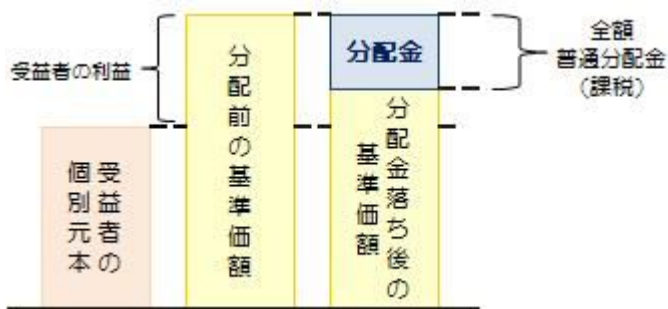 受益者の利益
受益者の
個別元本
分配前の基準価額
分配金
分配金落ち後の
基準価額
全額
普通分配金
(課税)